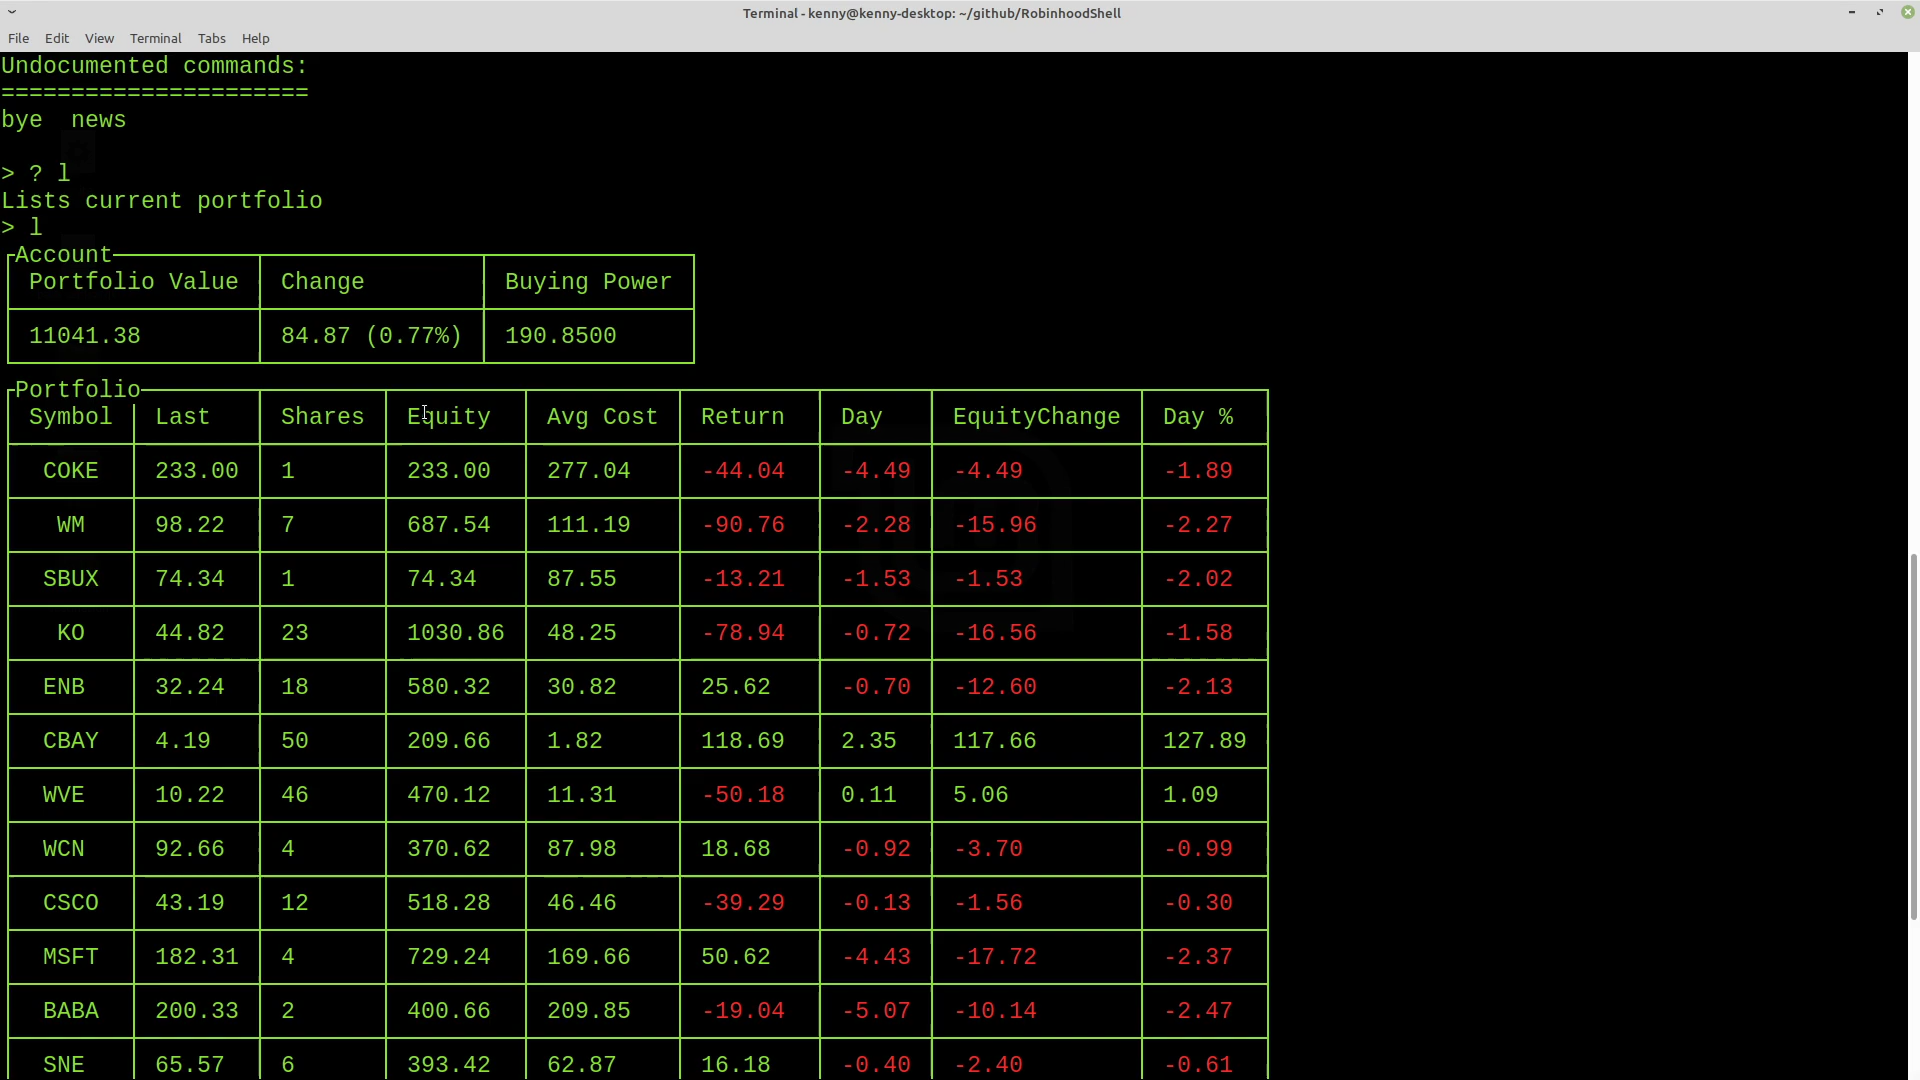 Terminal - kenny@kenny-desktop: ~/github/RobinhoodShell
File Edit View Terminal Tabs Help
Undocumented commands:
======================
bye news
> ? l
Lists current portfolio
> l
Account
Portfolio Value Change Buying Power
11041.38 84.87 (0.77%) 190.8500
Portfolio
Symbol Last Shares Equity Avg Cost Return Day EquityChange Day %
COKE 233.00 1 233.00 277.04 -44.04 -4.49 -4.49 -1.89
WM 98.22 7 687.54 111.19 -90.76 -2.28 -15.96 -2.27
SBUX 74.34 1 74.34 87.55 -13.21 -1.53 -1.53 -2.02
KO 44.82 23 1030.86 48.25 -78.94 -0.72 -16.56 -1.58
ENB 32.24 18 580.32 30.82 25.62 -0.70 -12.60 -2.13
CBAY 4.19 50 209.66 1.82 118.69 2.35 117.66 127.89
WVE 10.22 46 470.12 11.31 -50.18 0.11 5.06 1.09
WCN 92.66 4 370.62 87.98 18.68 -0.92 -3.70 -0.99
CSCO 43.19 12 518.28 46.46 -39.29 -0.13 -1.56 -0.30
MSFT 182.31 4 729.24 169.66 50.62 -4.43 -17.72 -2.37
BABA 200.33 2 400.66 209.85 -19.04 -5.07 -10.14 -2.47
SNE 65.57 6 393.42 62.87 16.18 -0.40 -2.40 -0.61